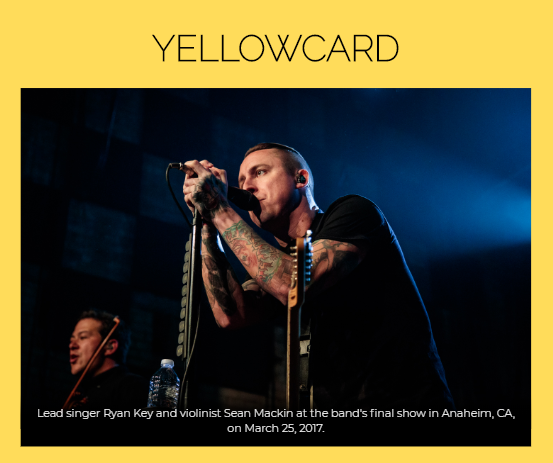 YELLOWCARD
Lead singer Ryan Key and violinist Sean Mackin at the band's final show in Anaheim, CA,
on March 25, 2017.